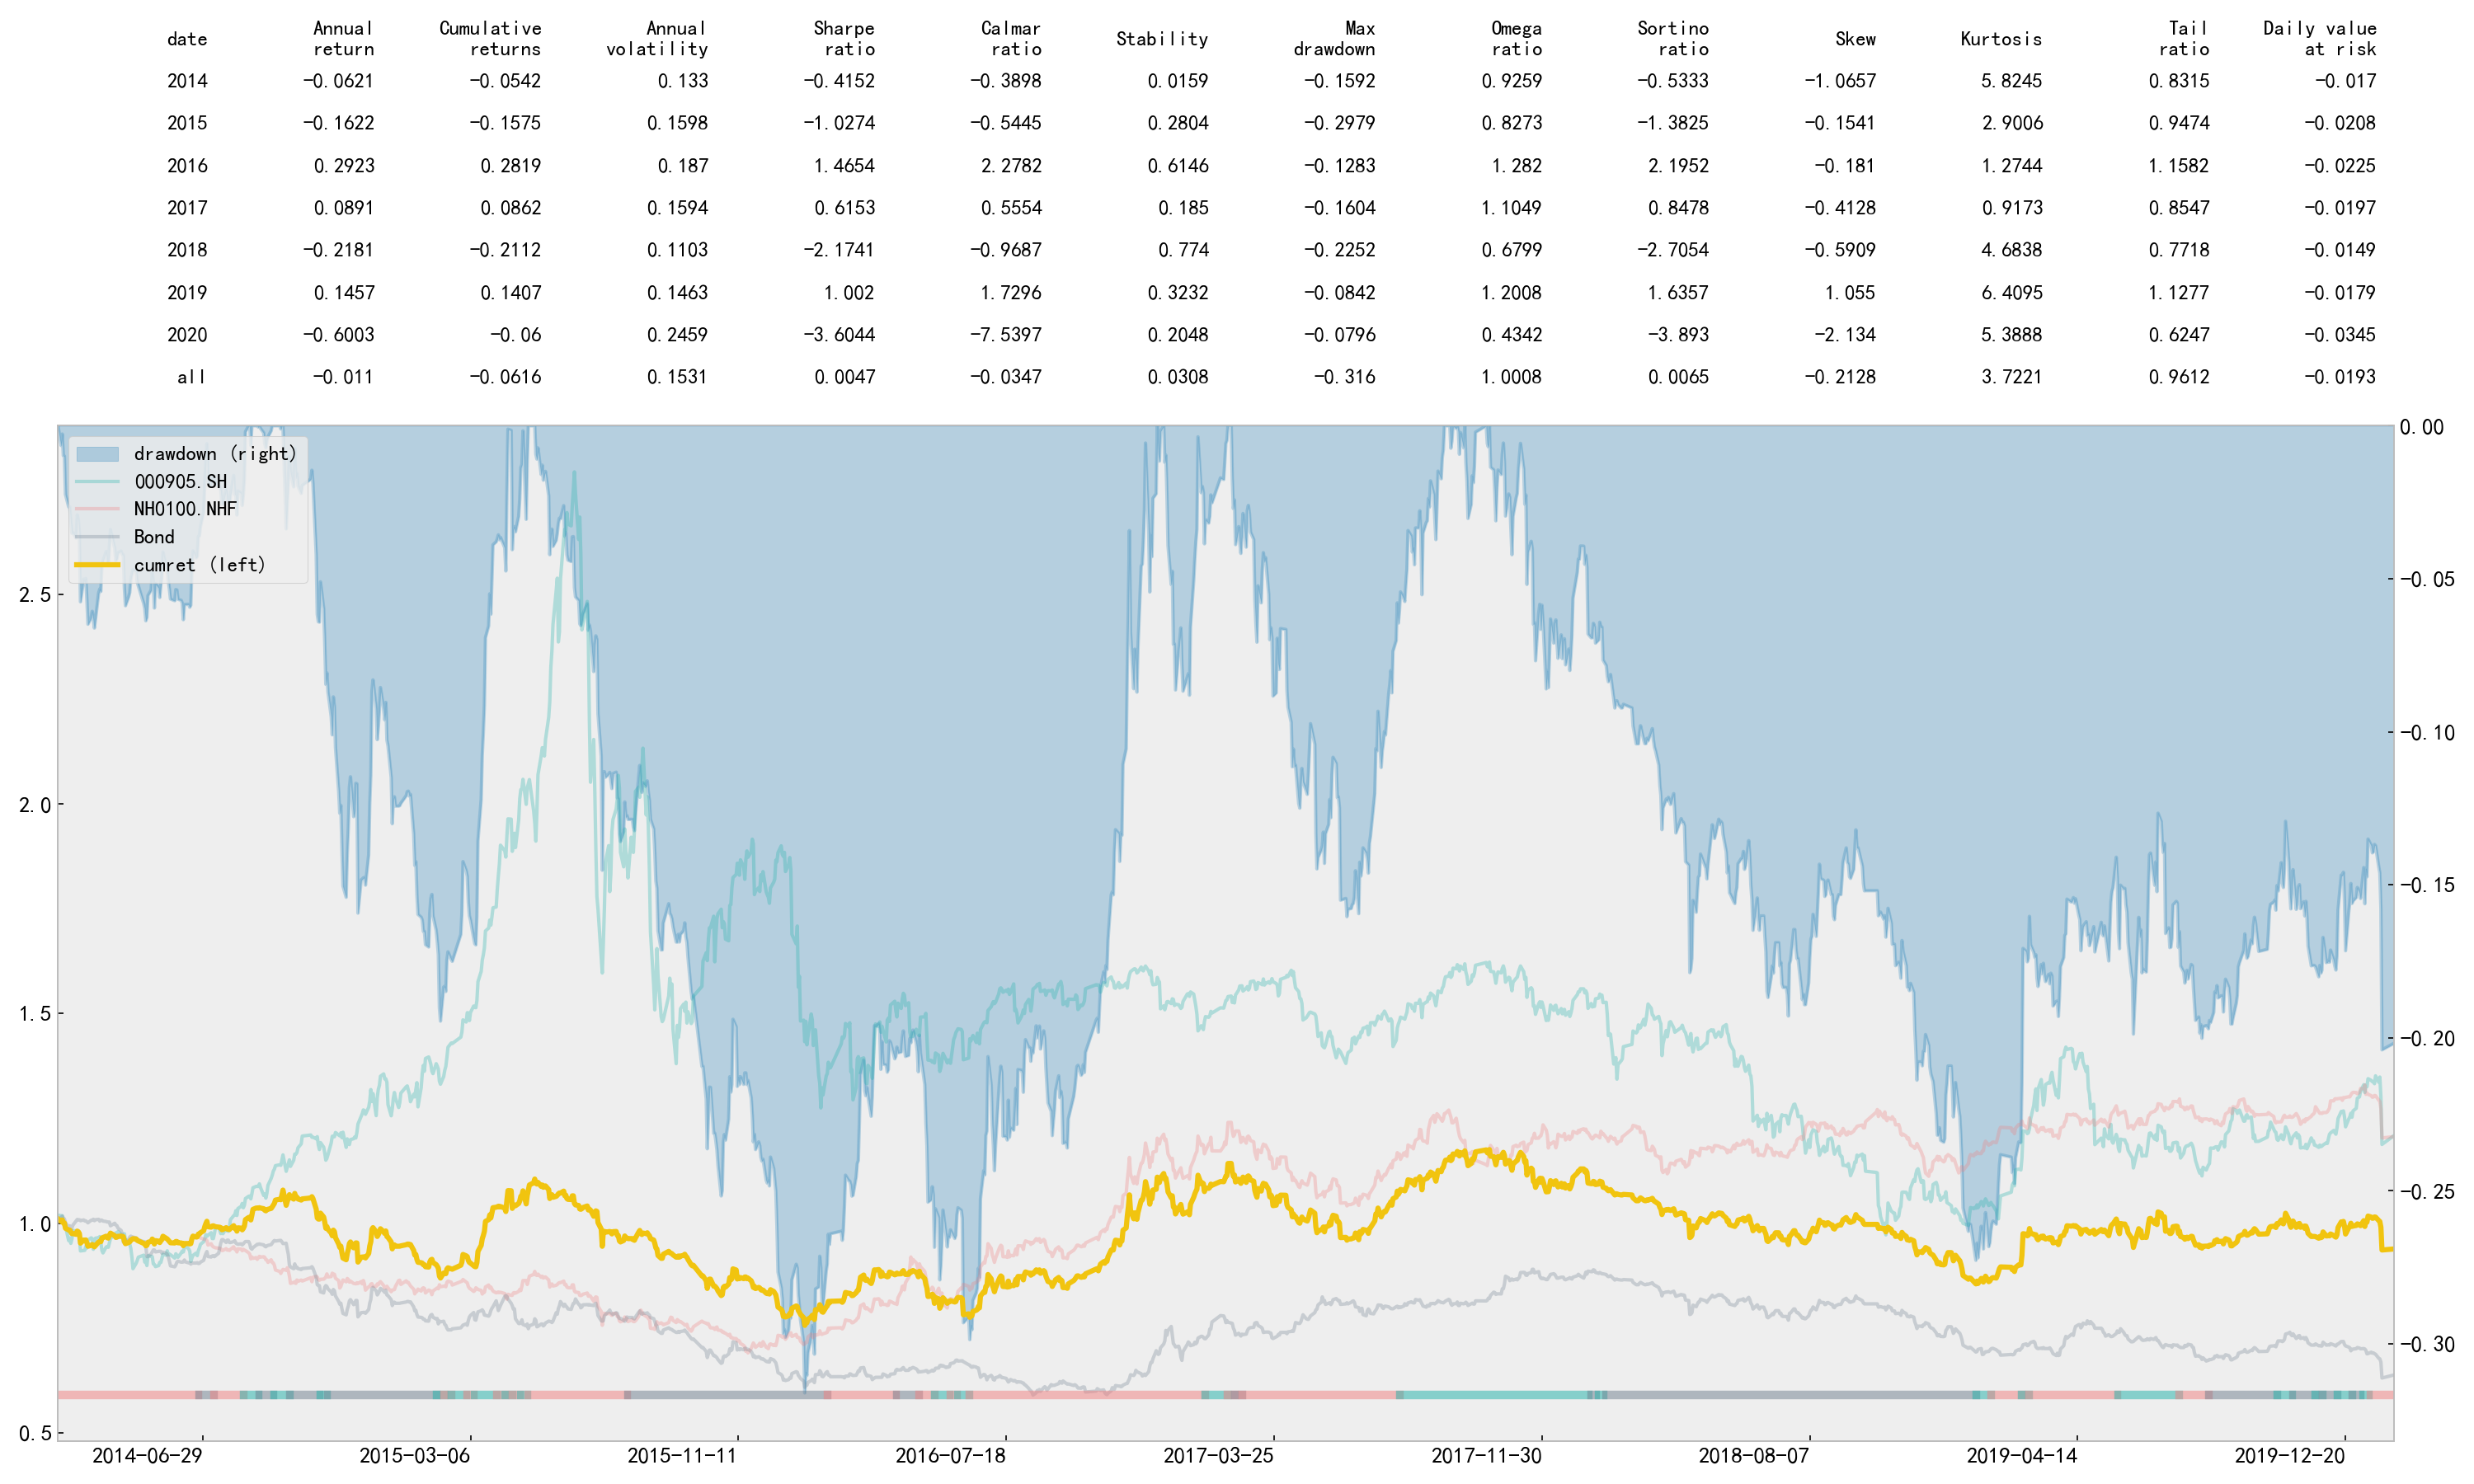 date Annual return Cumulative returns Annual volatility Sharpe ratio Calmar ratio Stability Max drawdown Omega ratio Sortino ratio Skew Kurtosis Tail ratio Daily value at risk
2014 −0.0621 −0.0542 0.133 −0.4152 −0.3898 0.0159 −0.1592 0.9259 −0.5333 −1.0657 5.8245 0.8315 −0.017
2015 −0.1622 −0.1575 0.1598 −1.0274 −0.5445 0.2804 −0.2979 0.8273 −1.3825 −0.1541 2.9006 0.9474 −0.0208
2016 0.2923 0.2819 0.187 1.4654 2.2782 0.6146 −0.1283 1.282 2.1952 −0.181 1.2744 1.1582 −0.0225
2017 0.0891 0.0862 0.1594 0.6153 0.5554 0.185 −0.1604 1.1049 0.8478 −0.4128 0.9173 0.8547 −0.0197
2018 −0.2181 −0.2112 0.1103 −2.1741 −0.9687 0.774 −0.2252 0.6799 −2.7054 −0.5909 4.6838 0.7718 −0.0149
2019 0.1457 0.1407 0.1463 1.002 1.7296 0.3232 −0.0842 1.2008 1.6357 1.055 6.4095 1.1277 −0.0179
2020 −0.6003 −0.06 0.2459 −3.6044 −7.5397 0.2048 −0.0796 0.4342 −3.893 −2.134 5.3888 0.6247 −0.0345
all −0.011 −0.0616 0.1531 0.0047 −0.0347 0.0308 −0.316 1.0008 0.0065 −0.2128 3.7221 0.9612 −0.0193
drawdown (right)
000905.SH
NH0100.NHF
Bond
cumret (left)
2.5
2.0
1.5
1.0
0.5
0.00
−0.05
−0.10
−0.15
−0.20
−0.25
−0.30
2014−06−29 2015−03−06 2015−11−11 2016−07−18 2017−03−25 2017−11−30 2018−08−07 2019−04−14 2019−12−20